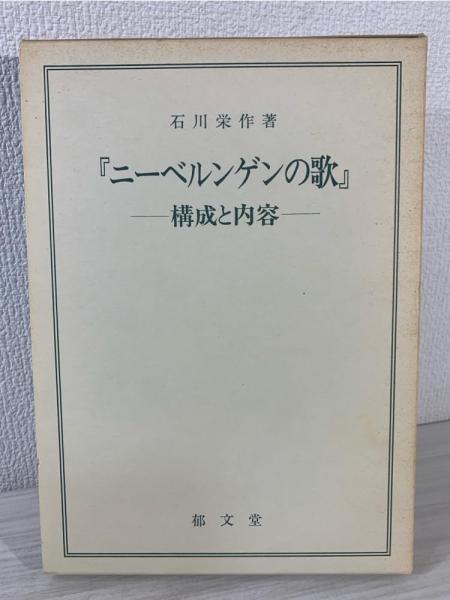 石川栄作著
『ニーベルンゲンの歌』
──構成と内容──
郁文堂